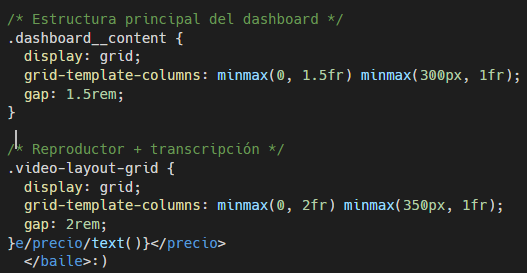 /* Estructura principal del dashboard */
.dashboard__content {
  display: grid;
  grid-template-columns: minmax(0, 1.5fr) minmax(300px, 1fr);
  gap: 1.5rem;
}
/* Reproductor + transcripción */
.video-layout-grid {
  display: grid;
  grid-template-columns: minmax(0, 2fr) minmax(350px, 1fr);
  gap: 2rem;
}e/precio/text()}</precio>
  </baile>:)